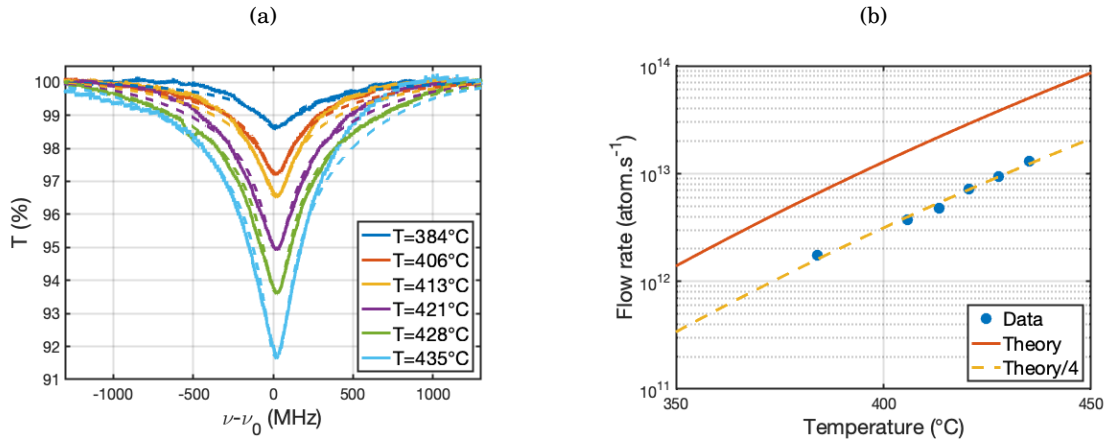 (a)
(b)
100
99
98
97
96
95
94
93
92
91
T (%)
-1000
-500
0
500
1000
ν-ν0 (MHz)
T=384°C
T=406°C
T=413°C
T=421°C
T=428°C
T=435°C
10^14
10^13
10^12
10^11
Flow rate (atom.s^-1)
350
400
450
Temperature (°C)
Data
Theory
Theory/4